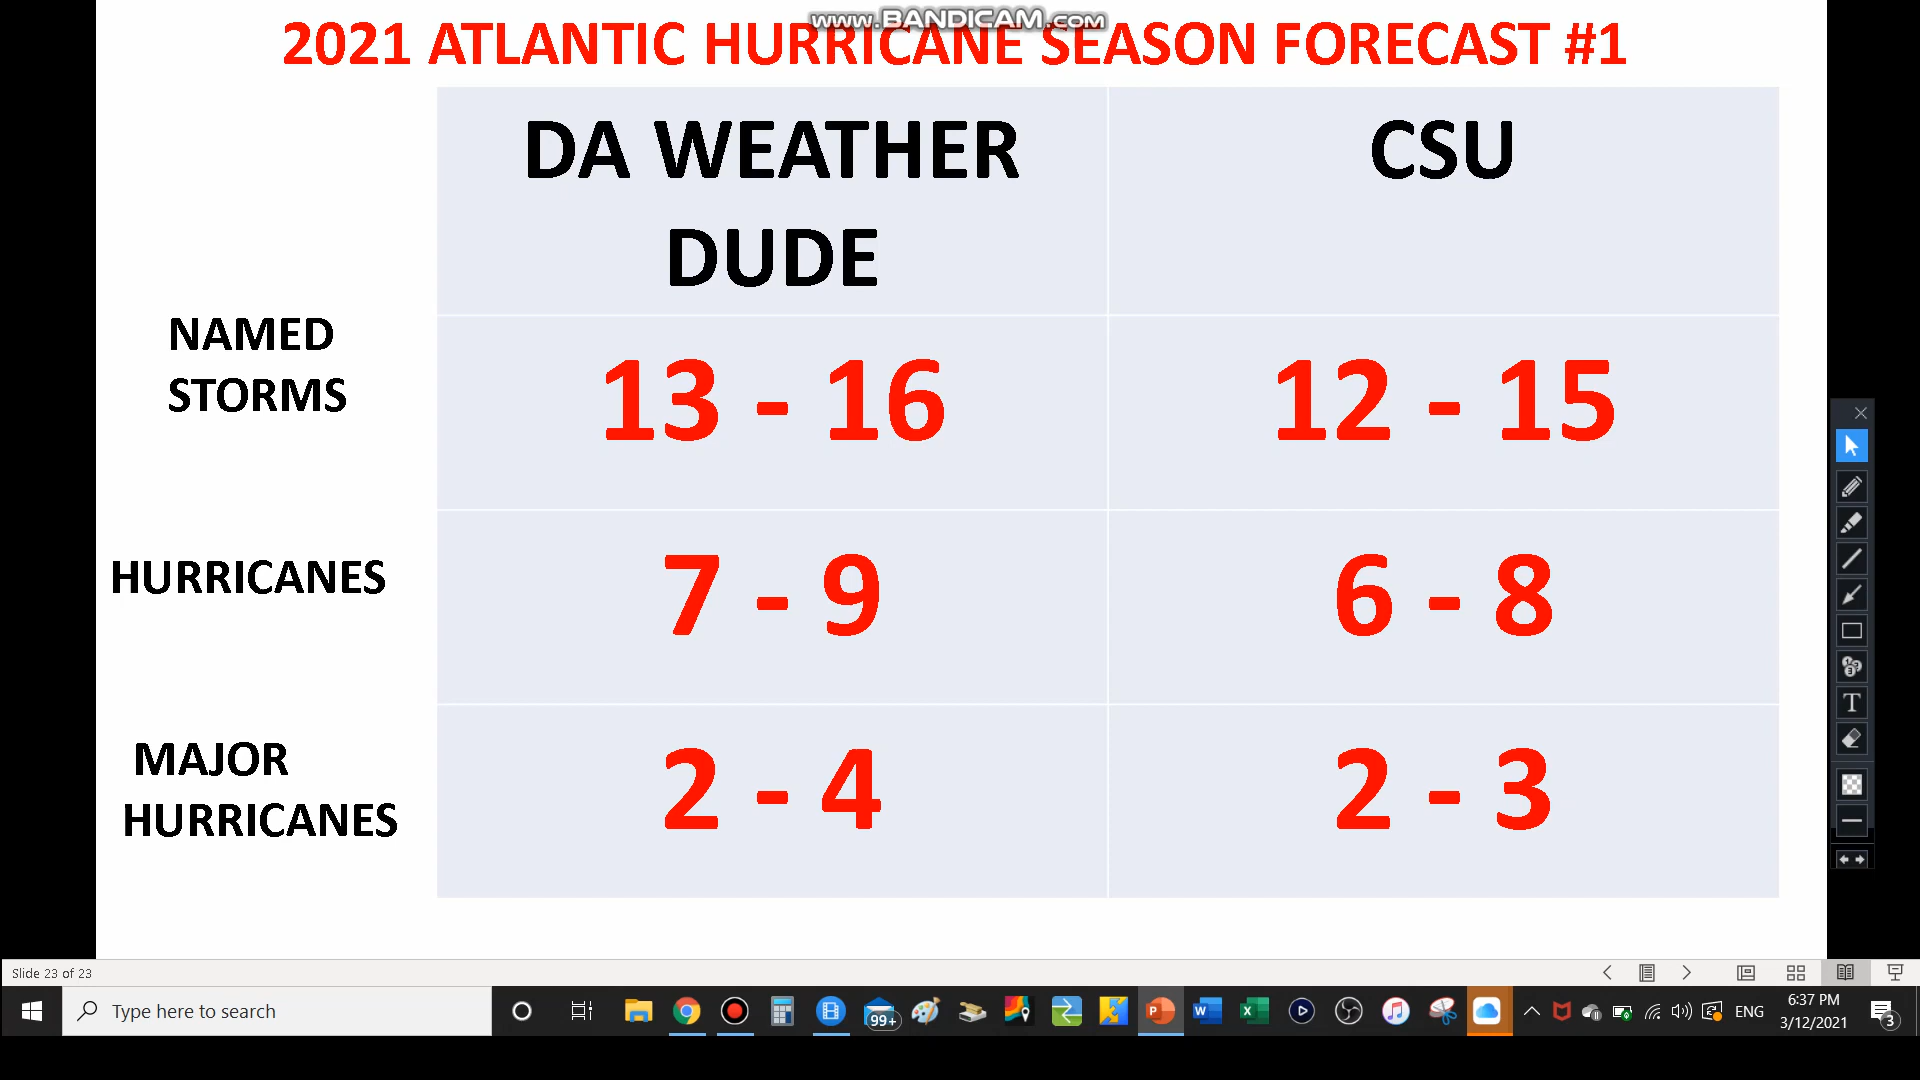 www.BANDICAM.com
2021 ATLANTIC HURRICANE SEASON FORECAST #1
DA WEATHER
DUDE
CSU
NAMED
STORMS
13 - 16
12 - 15
HURRICANES
7 - 9
6 - 8
MAJOR
HURRICANES
2 - 4
2 - 3
T
Slide 23 of 23
Type here to search
99+
P
W
X
ENG
6:37 PM
3/12/2021
3